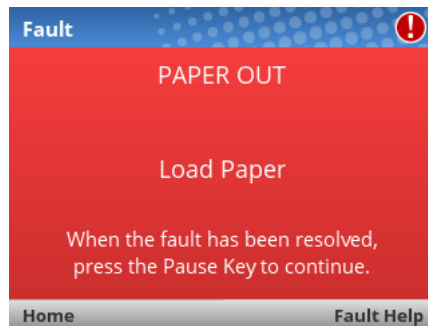 Fault
PAPER OUT
Load Paper
When the fault has been resolved,
press the Pause Key to continue.
Home
Fault Help